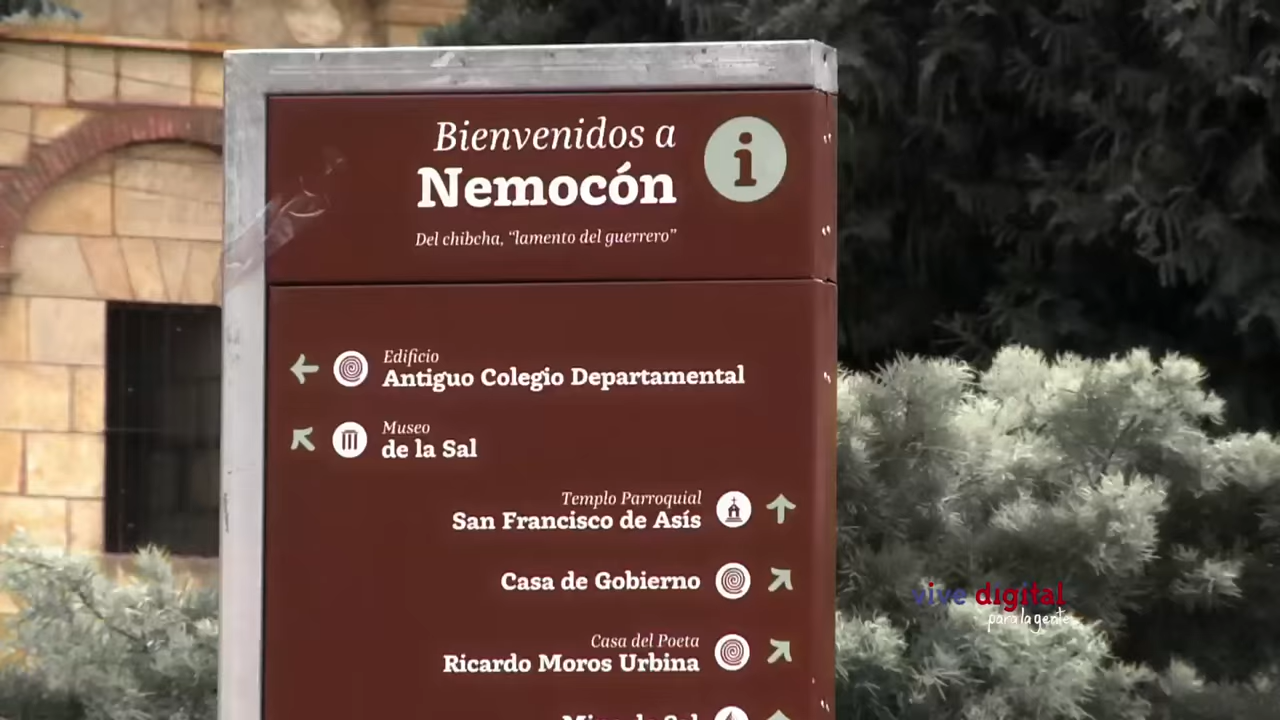 Bienvenidos a
Nemocón
Del chibcha, “lamento del guerrero”
i
Edificio
Antiguo Colegio Departamental
Museo
de la Sal
Templo Parroquial
San Francisco de Asís
Casa de Gobierno
Casa del Poeta
Ricardo Moros Urbina
vive digital
para la gente